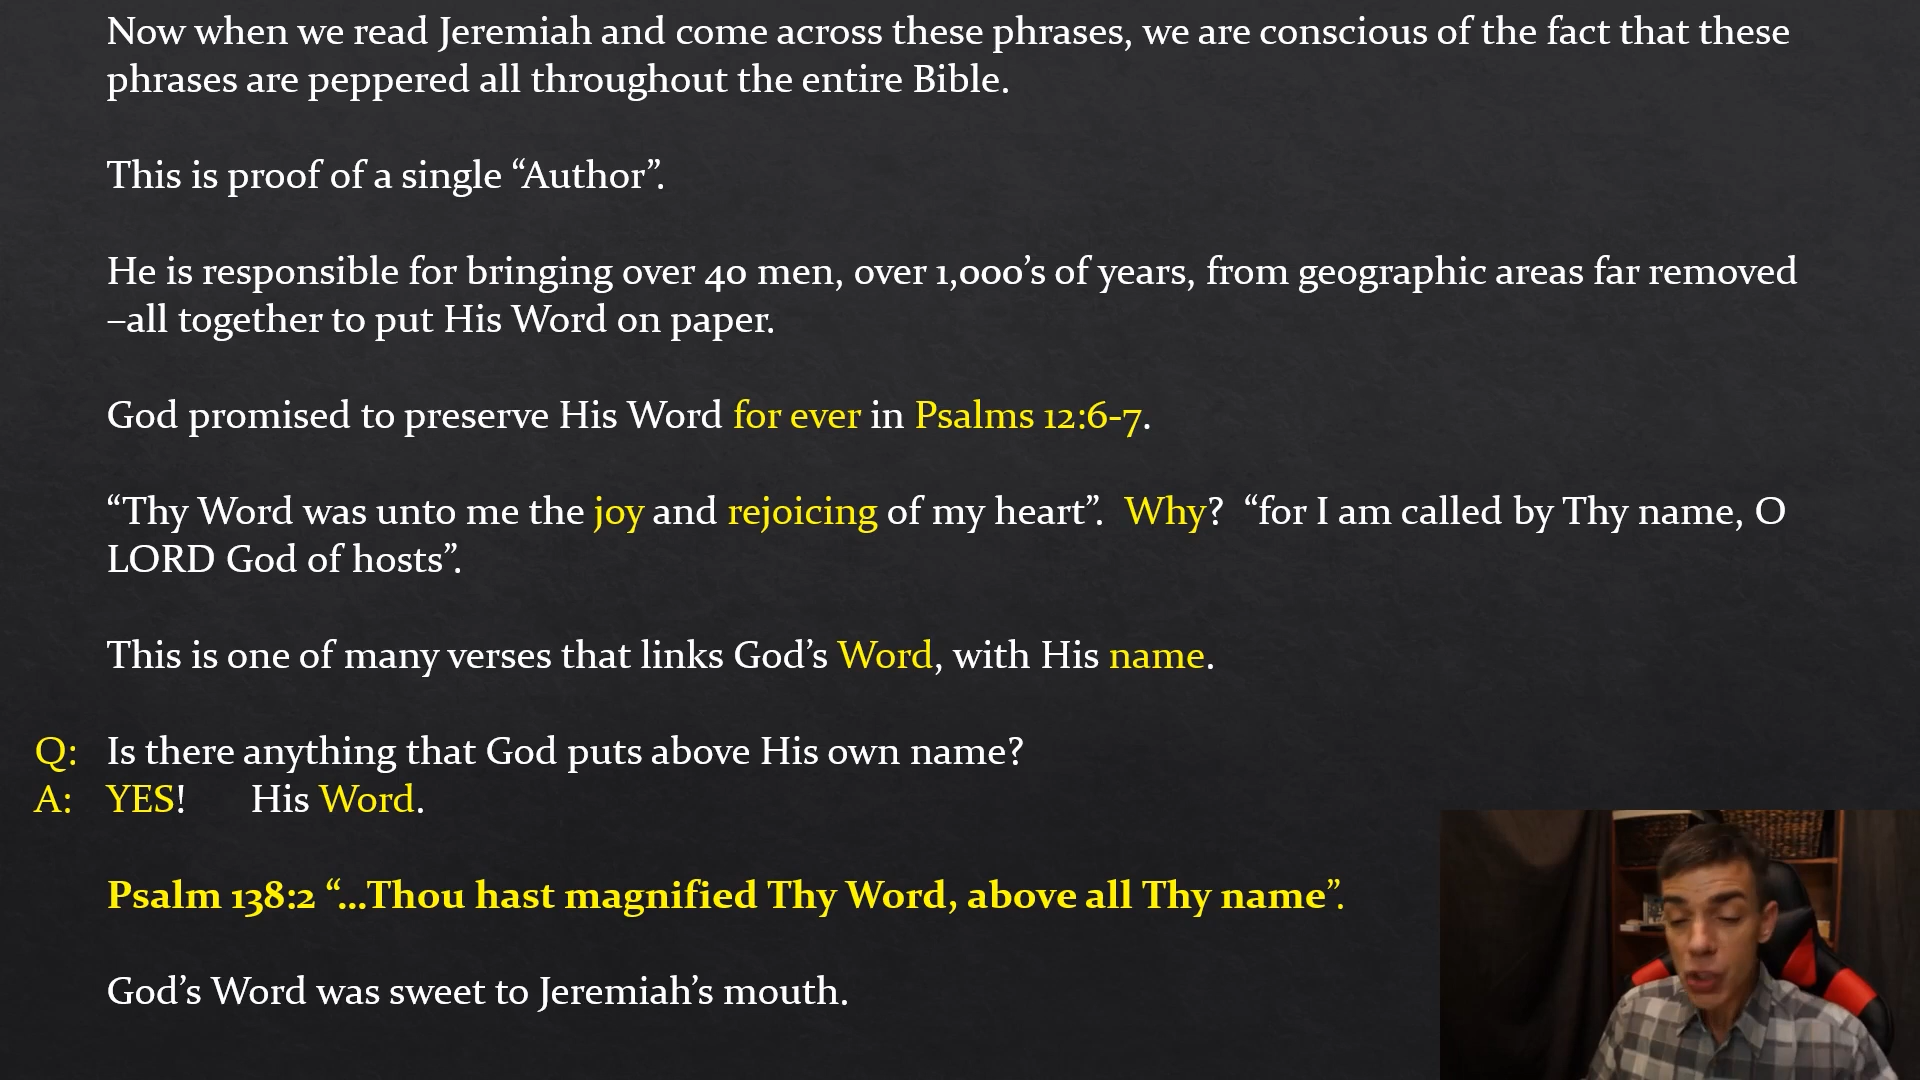 Now when we read Jeremiah and come across these phrases, we are conscious of the fact that these
phrases are peppered all throughout the entire Bible.
This is proof of a single “Author”.
He is responsible for bringing over 40 men, over 1,000’s of years, from geographic areas far removed
–all together to put His Word on paper.
God promised to preserve His Word for ever in Psalms 12:6-7.
“Thy Word was unto me the joy and rejoicing of my heart”. Why? “for I am called by Thy name, O
LORD God of hosts”.
This is one of many verses that links God’s Word, with His name.
Q: Is there anything that God puts above His own name?
A: YES! His Word.
Psalm 138:2 “…Thou hast magnified Thy Word, above all Thy name”.
God’s Word was sweet to Jeremiah’s mouth.